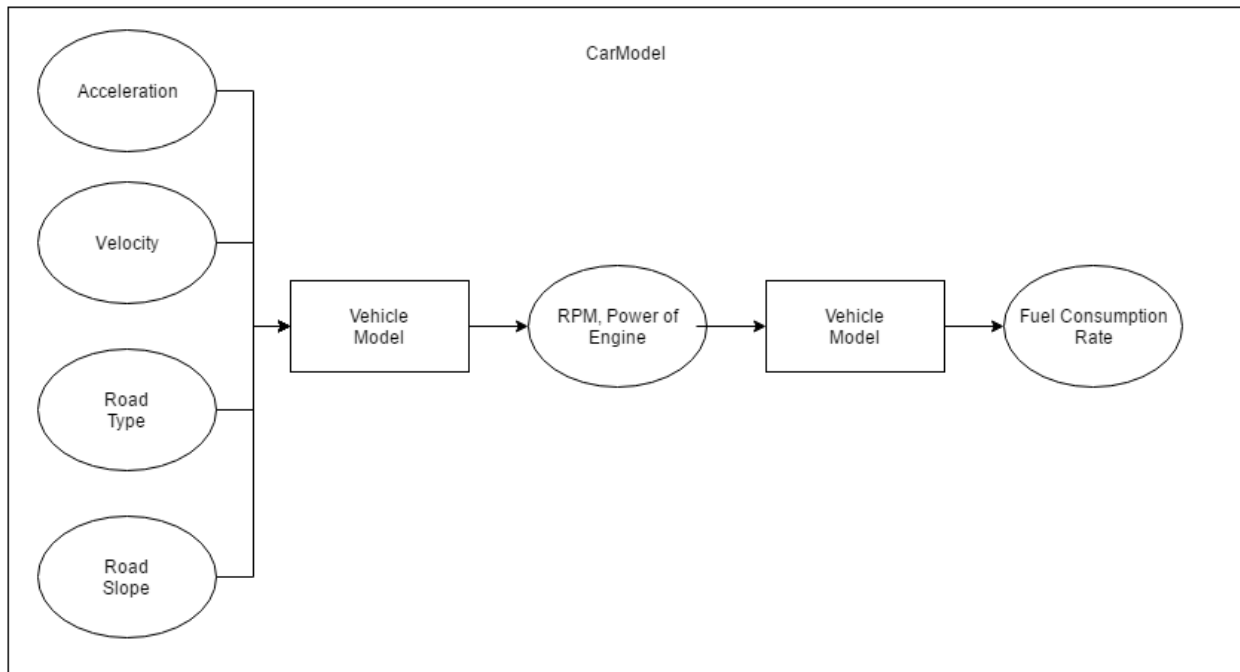 CarModel
Acceleration
Velocity
Road
Type
Road
Slope
Vehicle
Model
RPM, Power of
Engine
Vehicle
Model
Fuel Consumption
Rate